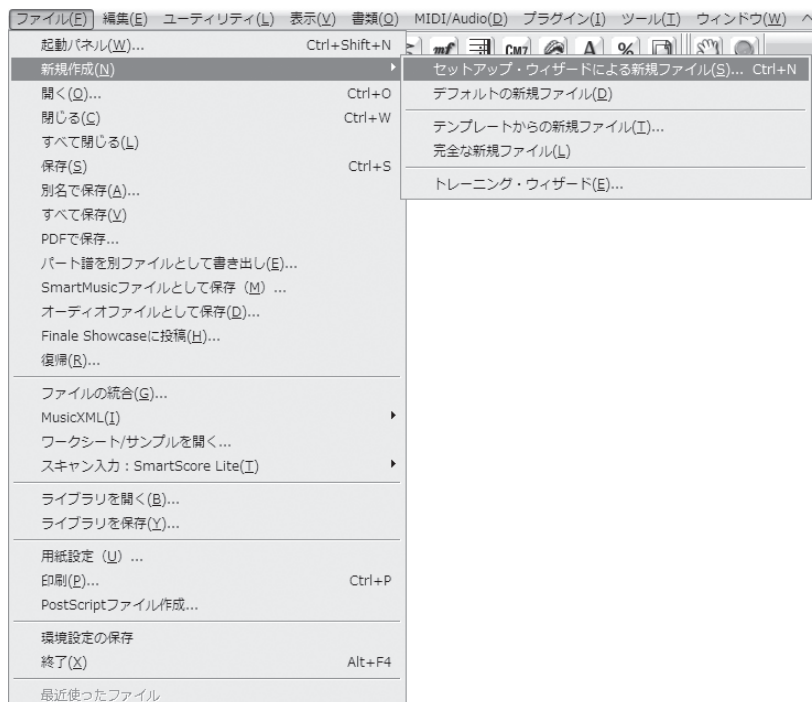 ファイル(F) 編集(E) ユーティリティ(L) 表示(V) 書類(O) MIDI/Audio(D) プラグイン(I) ツール(T) ウィンドウ(W)
mf CM7 A %
起動パネル(W)... Ctrl+Shift+N
新規作成(N)
開く(O)... Ctrl+O
閉じる(C) Ctrl+W
すべて閉じる(L)
保存(S) Ctrl+S
別名で保存(A)...
すべて保存(V)
PDFで保存...
パート譜を別ファイルとして書き出し(E)...
SmartMusicファイルとして保存（M）...
オーディオファイルとして保存(D)...
Finale Showcaseに投稿(H)...
復帰(R)...
ファイルの統合(G)...
MusicXML(I)
ワークシート/サンプルを開く...
スキャン入力：SmartScore Lite(T)
ライブラリを開く(B)...
ライブラリを保存(Y)...
用紙設定（U）...
印刷(P)... Ctrl+P
PostScriptファイル作成...
環境設定の保存
終了(X) Alt+F4
最近使ったファイル
セットアップ・ウィザードによる新規ファイル(S)... Ctrl+N
デフォルトの新規ファイル(D)
テンプレートからの新規ファイル(T)...
完全な新規ファイル(L)
トレーニング・ウィザード(E)...